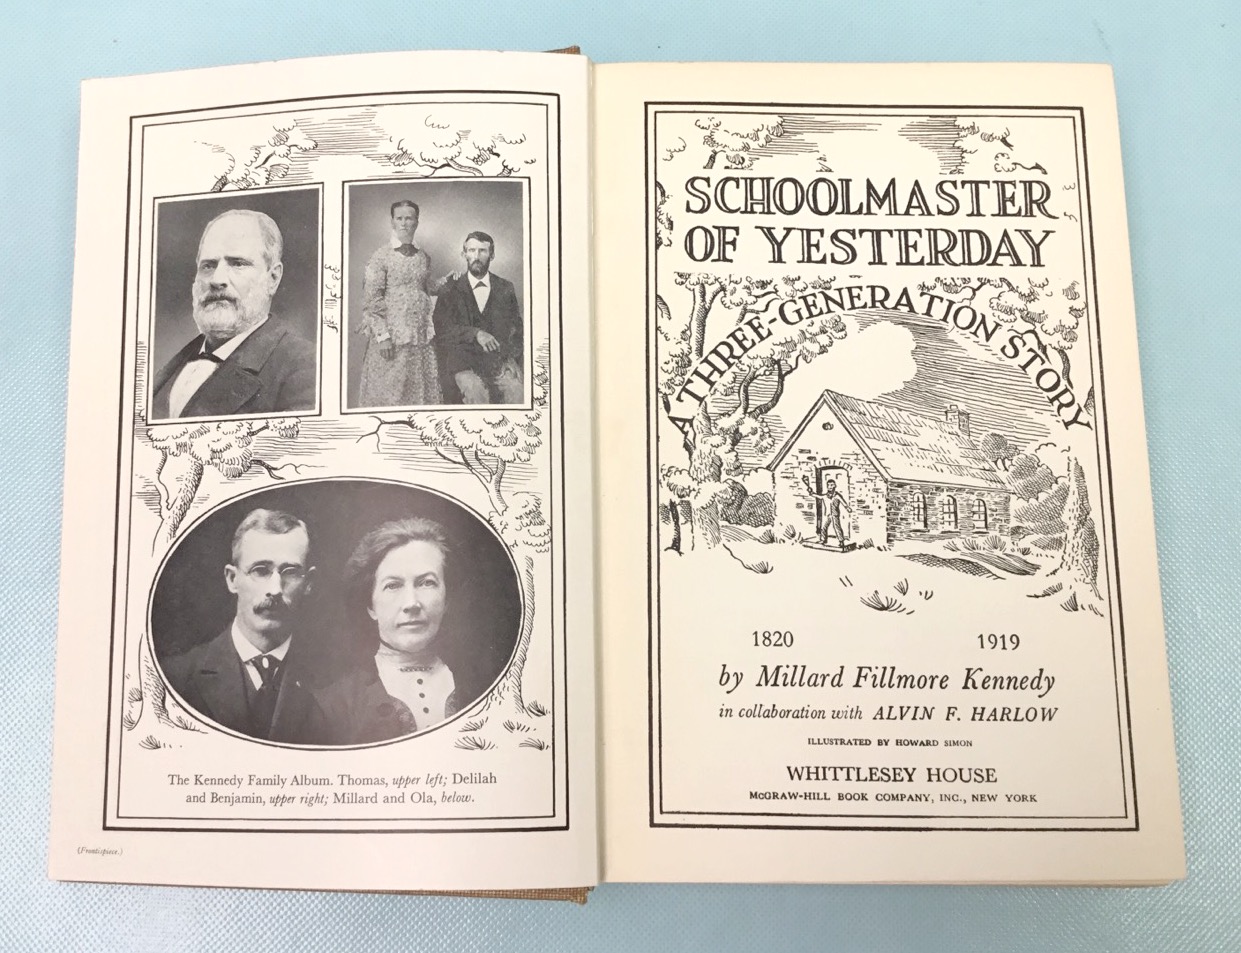 The Kennedy Family Album. Thomas, upper left; Delilah
and Benjamin, upper right; Millard and Ola, below.
(Frontispiece.)
SCHOOLMASTER
OF YESTERDAY
A THREE-GENERATION STORY
1820 1919
by Millard Fillmore Kennedy
in collaboration with ALVIN F. HARLOW
ILLUSTRATED BY HOWARD SIMON
WHITTLESEY HOUSE
McGRAW-HILL BOOK COMPANY, INC., NEW YORK